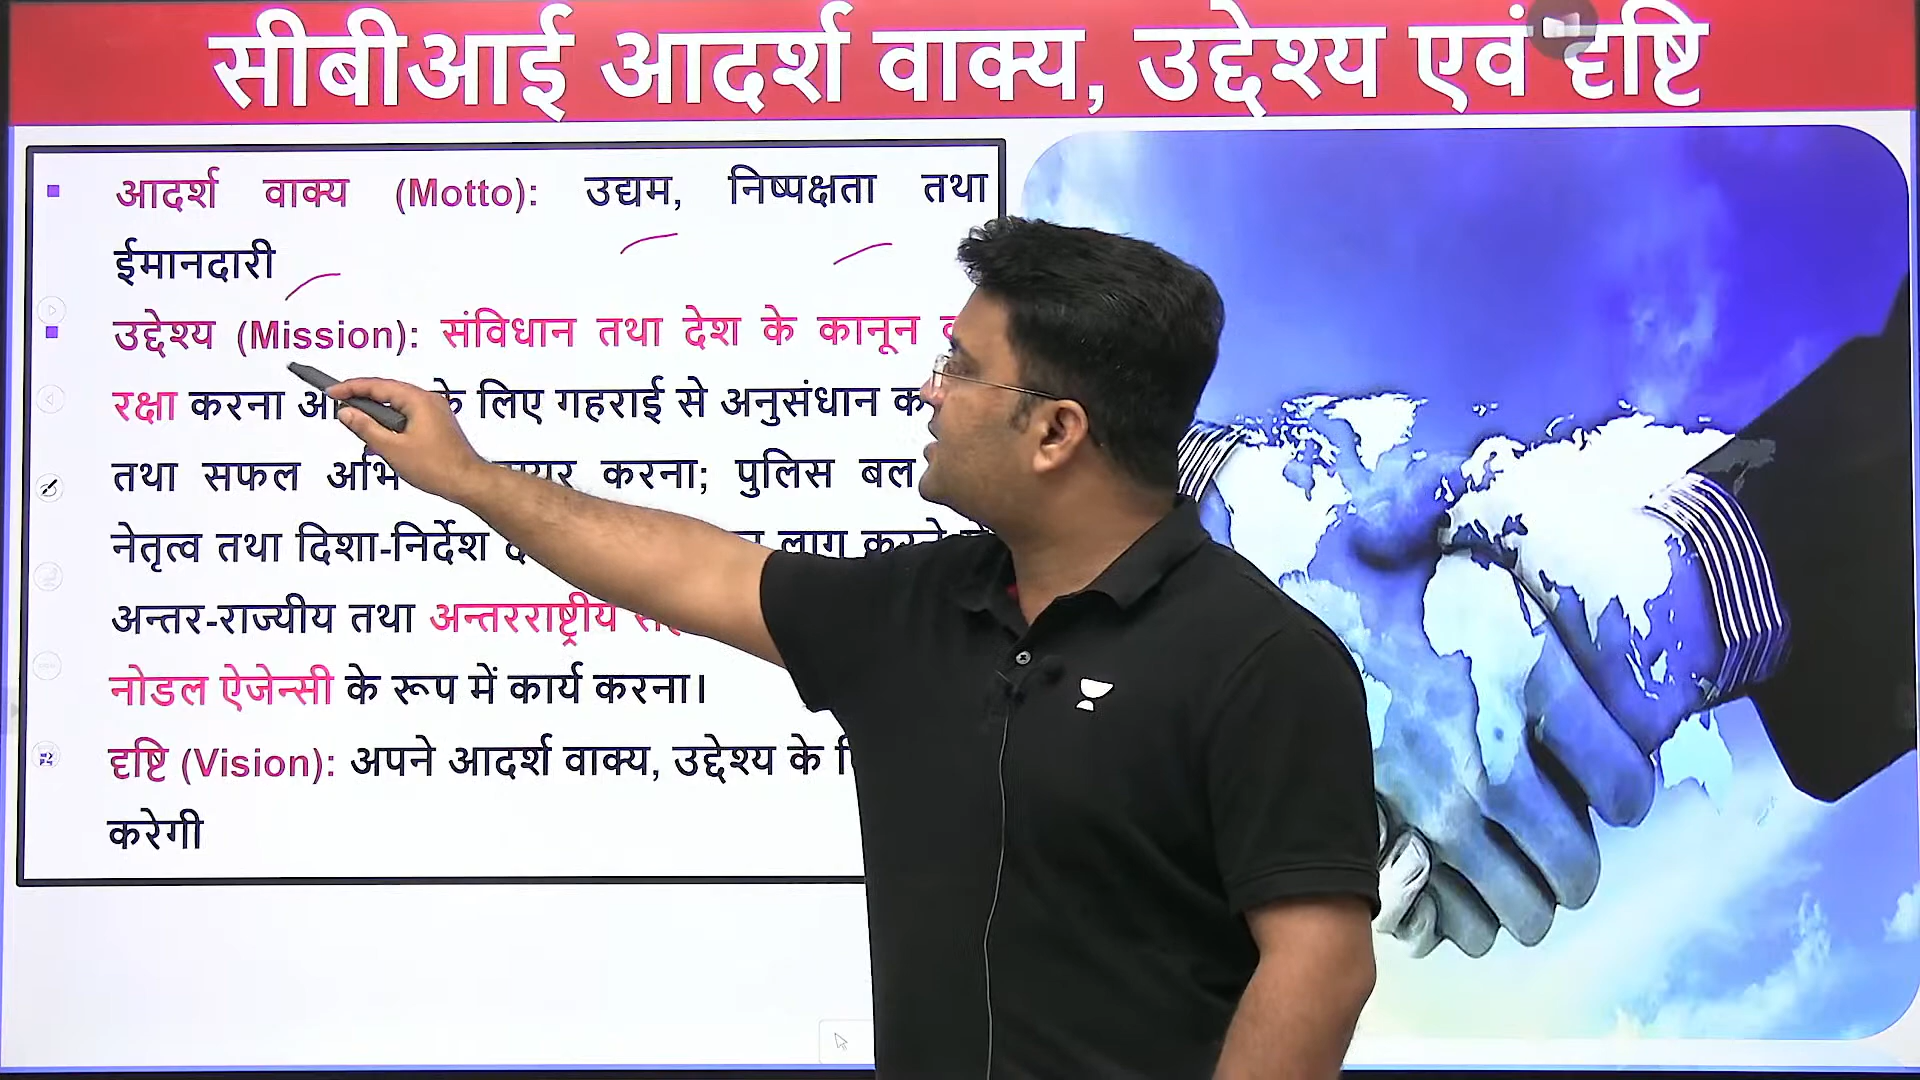 सीबीआई आदर्श वाक्य, उद्देश्य एवं दृष्टि
आदर्श वाक्य (Motto): उद्यम, निष्पक्षता तथा
ईमानदारी
उद्देश्य (Mission): संविधान तथा देश के कानून
रक्षा करना के लिए गहराई से अनुसंधान
तथा सफल करना; पुलिस बल
नेतृत्व तथा दिशा-निर्देश लागू करने
अन्तर-राज्यीय तथा अन्तरराष्ट्रीय
नोडल ऐजेन्सी के रूप में कार्य करना।
दृष्टि (Vision): अपने आदर्श वाक्य, उद्देश्य के
करेगी